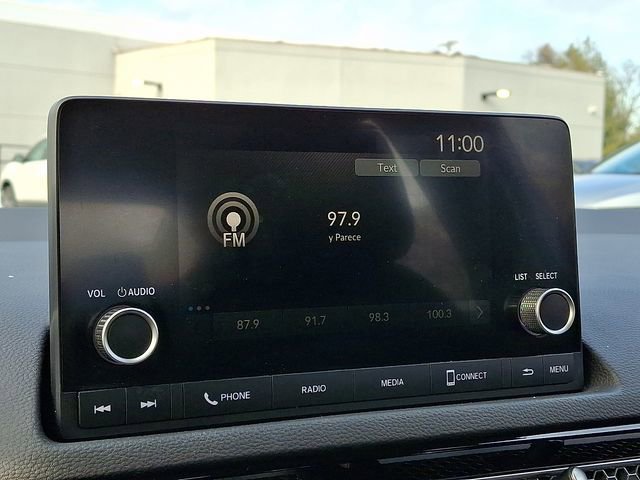 11:00
Text Scan
FM
97.9
y Parece
LIST SELECT
VOL AUDIO
87.9 91.7 98.3 100.3
PHONE RADIO MEDIA CONNECT MENU